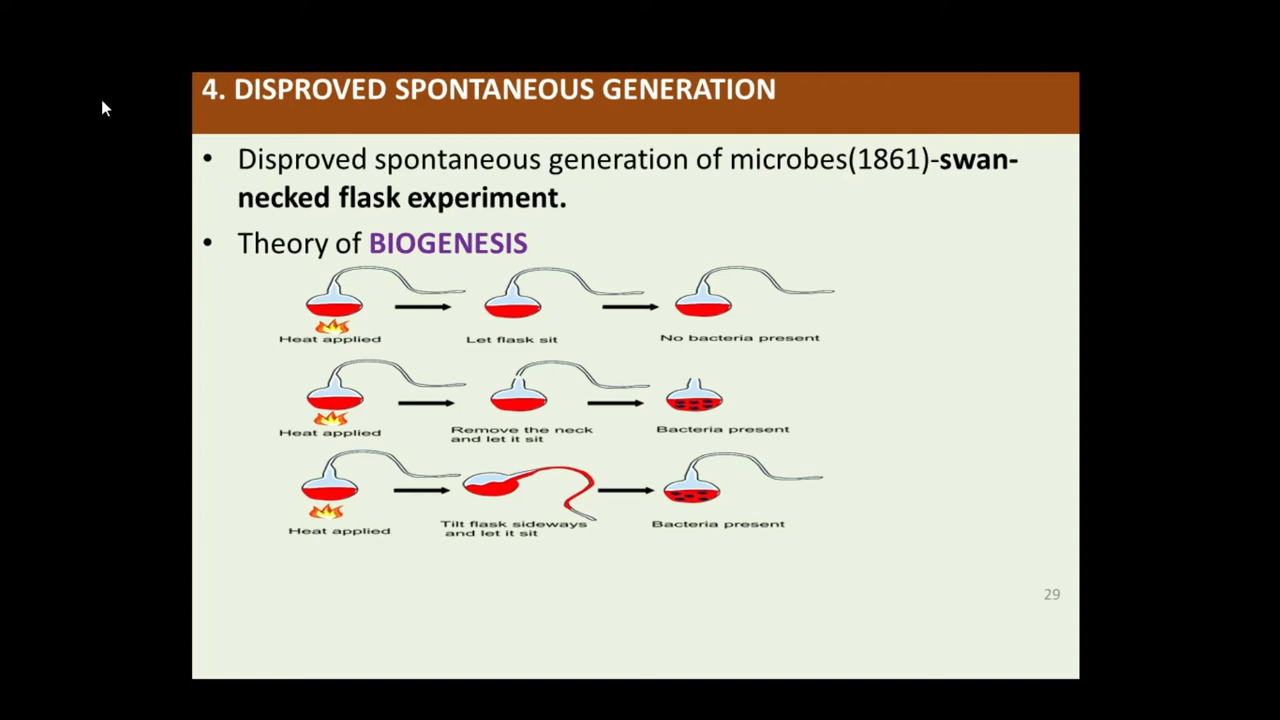 4. DISPROVED SPONTANEOUS GENERATION
• Disproved spontaneous generation of microbes(1861)-swan-
necked flask experiment.
• Theory of BIOGENESIS
Heat applied
Let flask sit
No bacteria present
Heat applied
Remove the neck
and let it sit
Bacteria present
Heat applied
Tilt flask sideways
and let it sit
Bacteria present
29